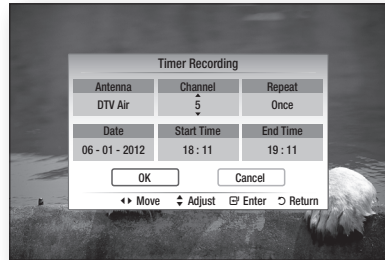 Timer Recording
Antenna Channel Repeat
DTV Air 5 Once
Date Start Time End Time
06 - 01 - 2012 18 : 11 19 : 11
OK Cancel
Move Adjust Enter Return